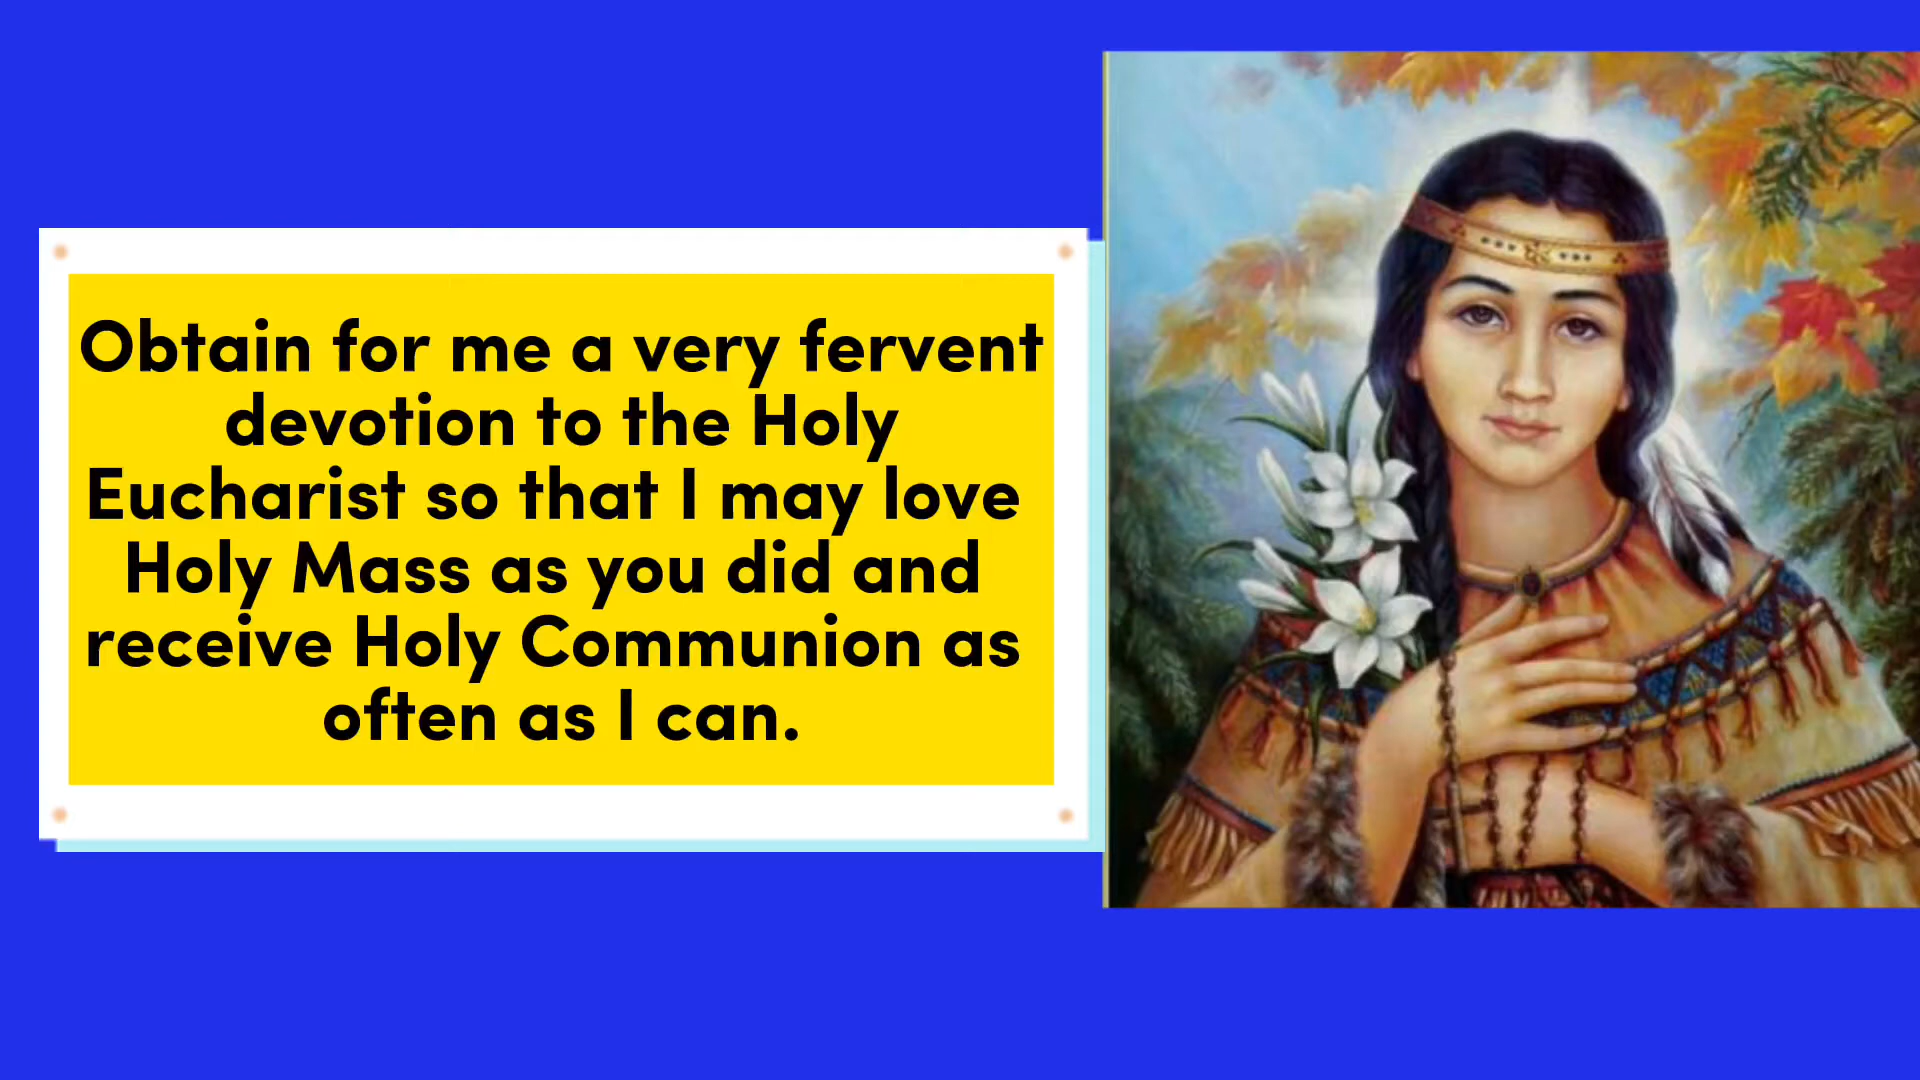 Obtain for me a very fervent
devotion to the Holy
Eucharist so that I may love
Holy Mass as you did and
receive Holy Communion as
often as I can.